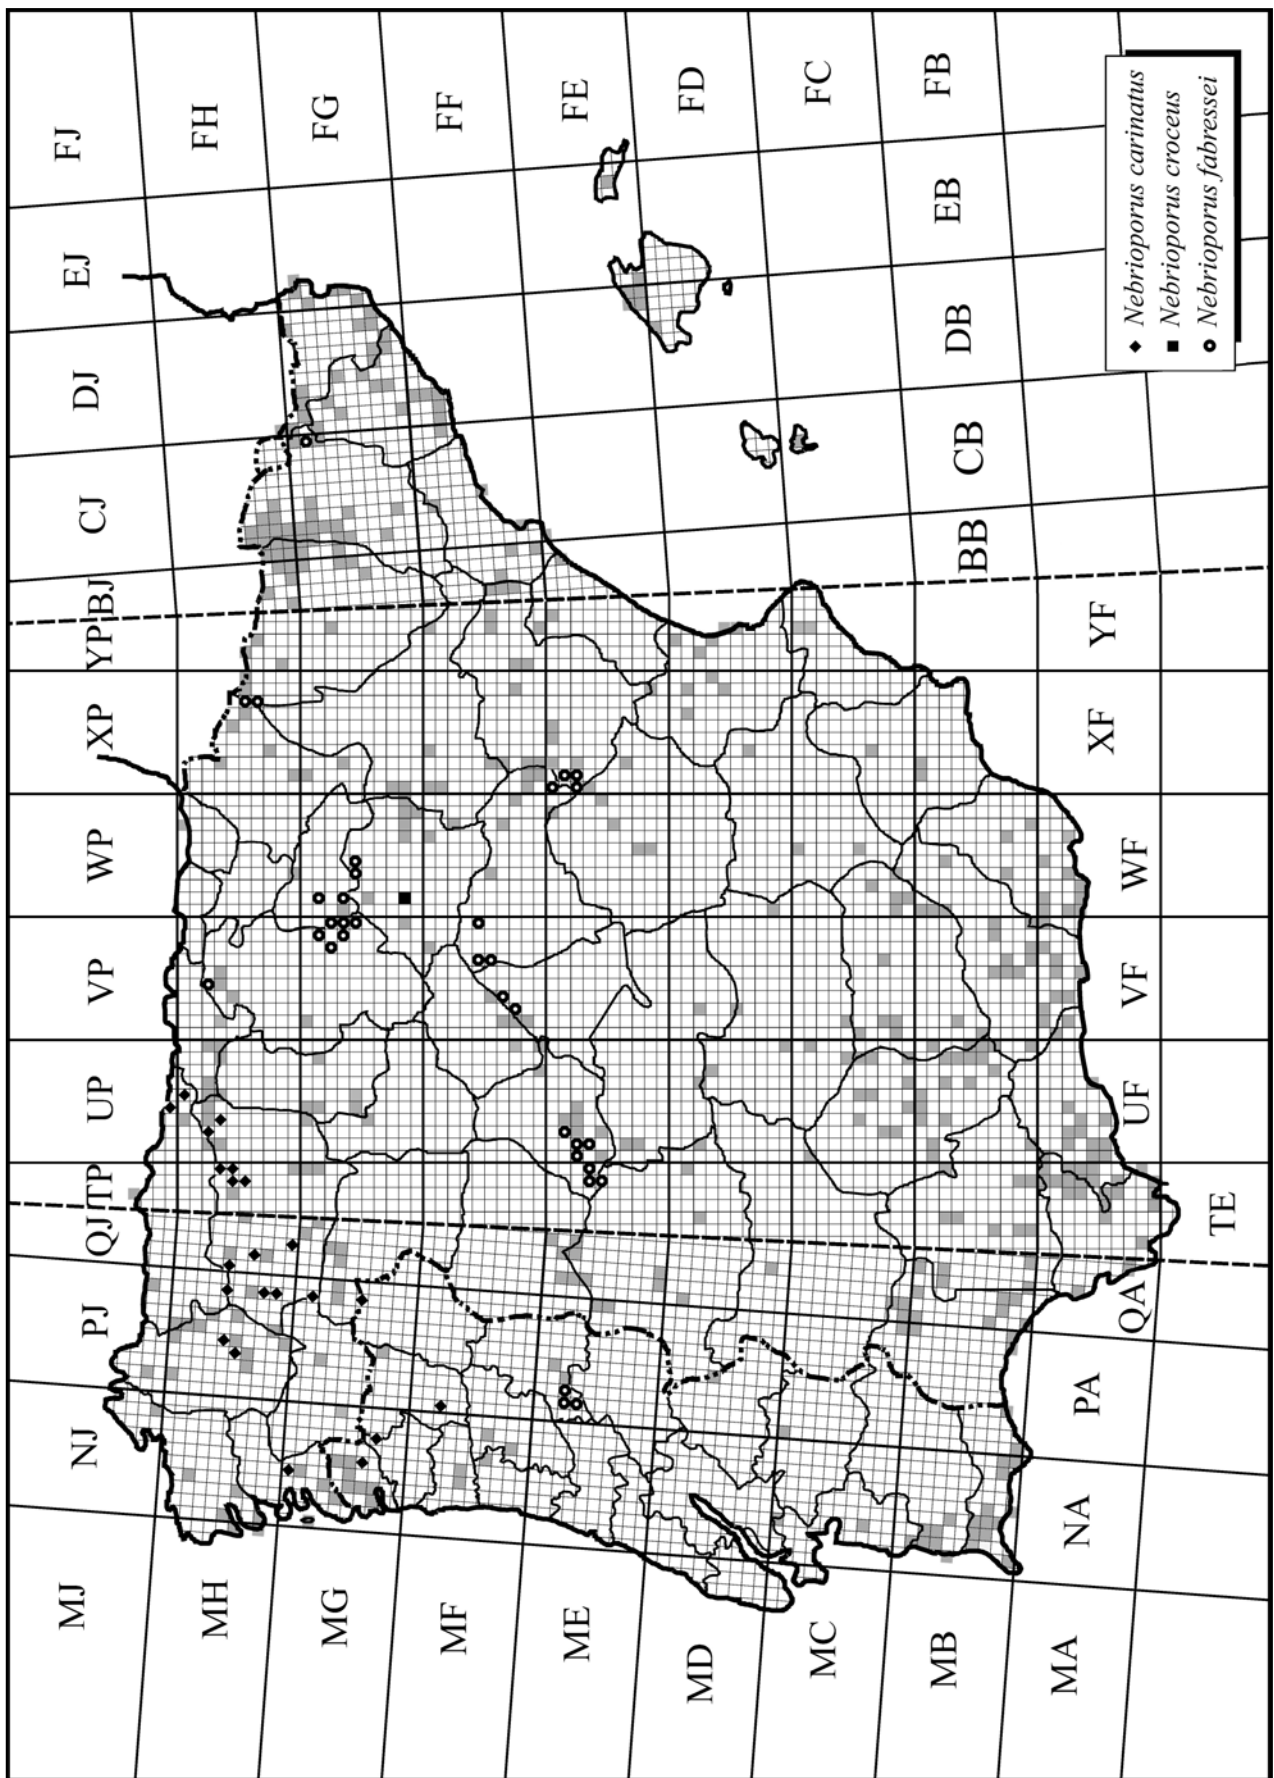 MJ
NJ
PJ
QJ
TP
UP
VP
WP
XP
YP
BJ
CJ
DJ
EJ
FJ
MH
FH
MG
FG
MF
FF
ME
FE
MD
FD
MC
FC
MB
FB
MA
NA
PA
QA
TE
UF
VF
WF
XF
YF
BB
CB
DB
EB
Nebrioporus carinatus
Nebrioporus croceus
Nebrioporus fabressei